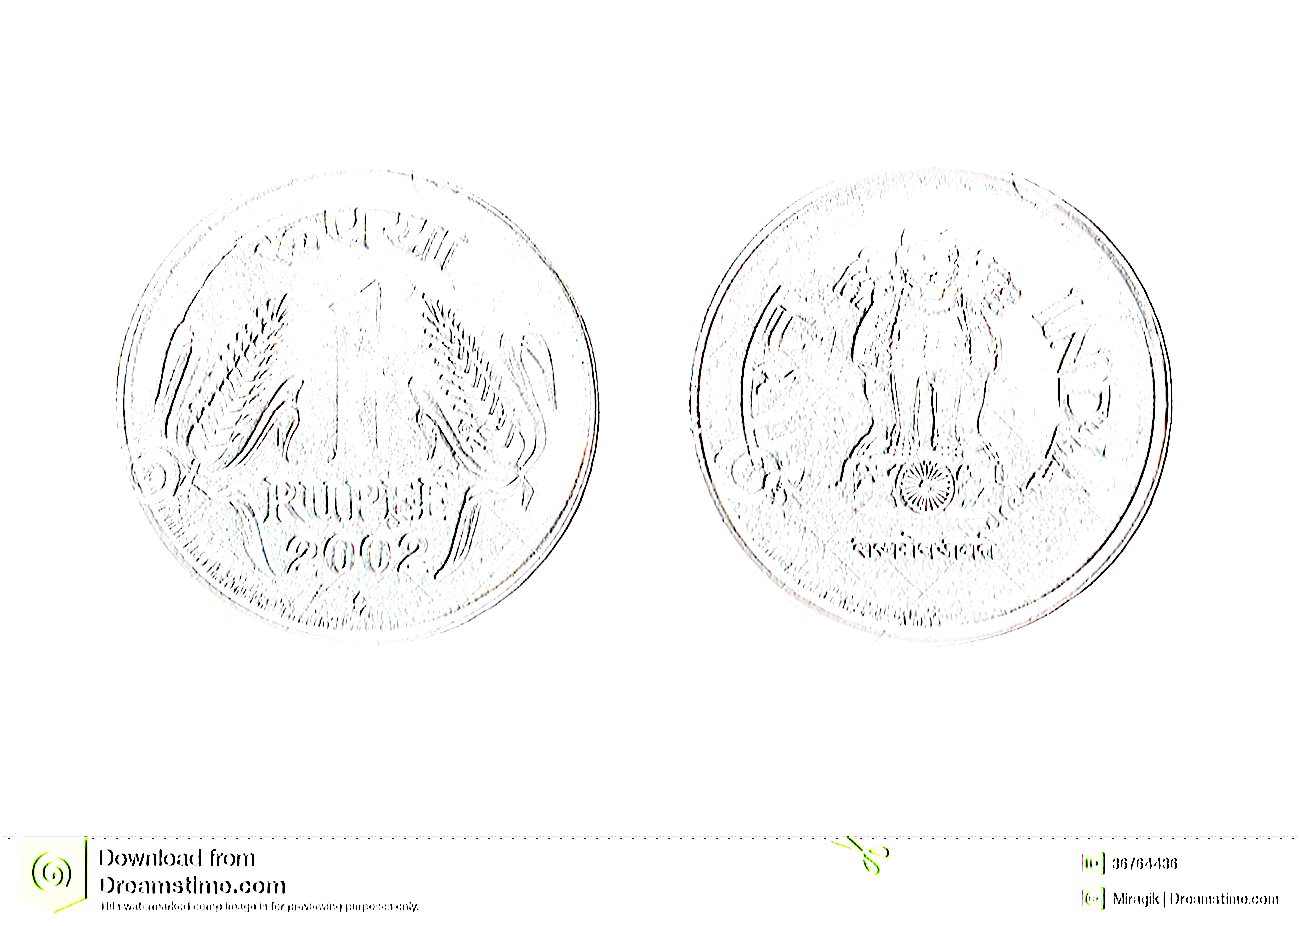 रुपया
1
RUPEE
2002
भारत
INDIA
सत्यमेव जयते
Download from
Dreamstime.com
This watermarked comp image is for previewing purposes only.
ID 36764436
Miragik | Dreamstime.com